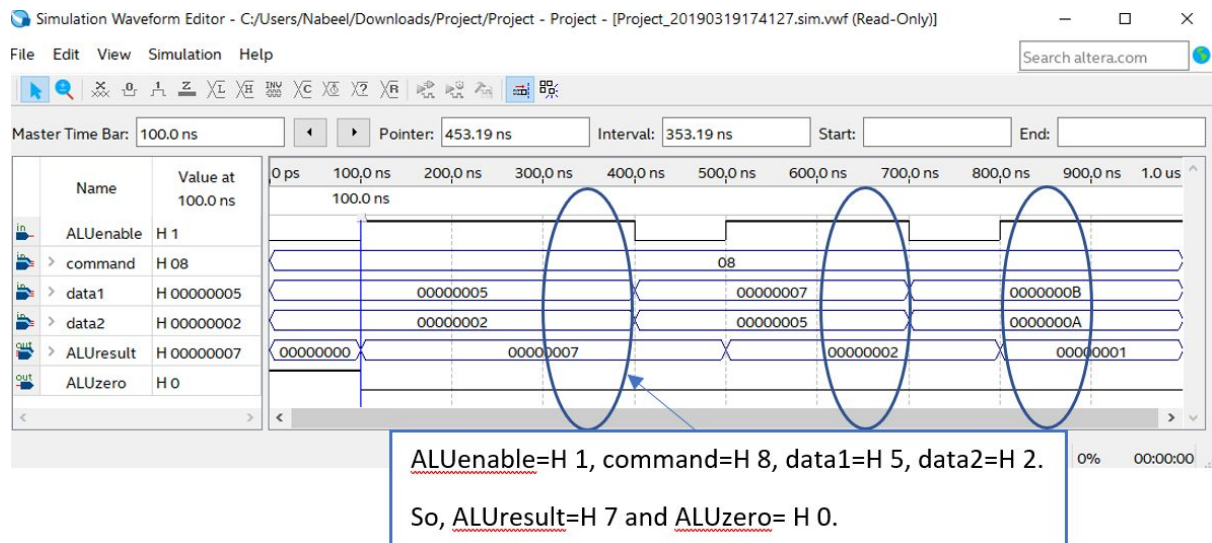 Simulation Waveform Editor - C:/Users/Nabeel/Downloads/Project/Project - Project - [Project_20190319174127.sim.vwf (Read-Only)]
File Edit View Simulation Help Search altera.com
Master Time Bar: 100.0 ns Pointer: 453.19 ns Interval: 353.19 ns Start: End:
Name Value at 100.0 ns
0 ps 100.0 ns 200.0 ns 300.0 ns 400.0 ns 500.0 ns 600.0 ns 700.0 ns 800.0 ns 900.0 ns 1.0 us
100.0 ns
in ALUenable H 1
in command H 08 08
in data1 H 00000005 00000005 00000007 0000000B
in data2 H 00000002 00000002 00000005 0000000A
out ALUresult H 00000007 00000000 00000007 00000002 00000001
out ALUzero H 0
0% 00:00:00
ALUenable=H 1, command=H 8, data1=H 5, data2=H 2.
So, ALUresult=H 7 and ALUzero= H 0.